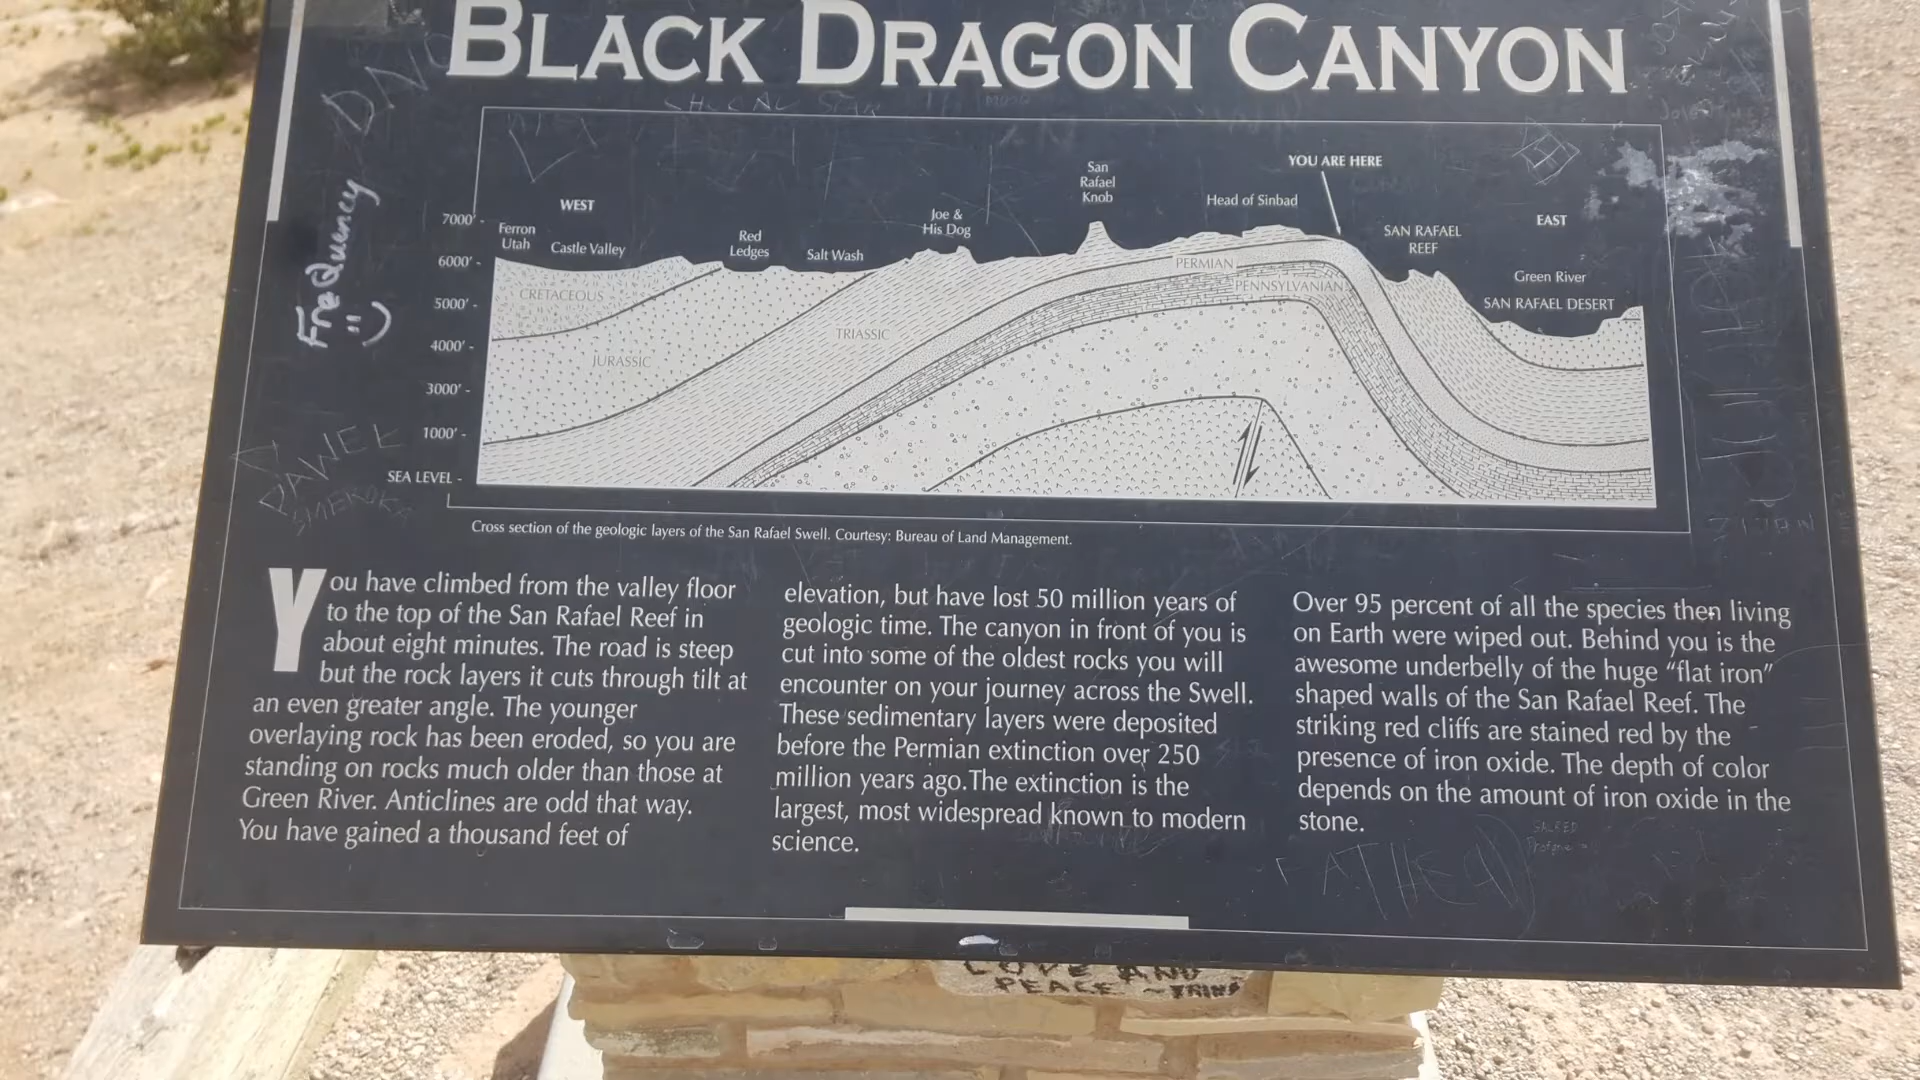 BLACK DRAGON CANYON
YOU ARE HERE
San
Rafael
Knob
Head of Sinbad
WEST
Joe &
His Dog
EAST
7000' -
Ferron
Utah
Castle Valley
Red
Ledges
Salt Wash
SAN RAFAEL
REEF
Green River
SAN RAFAEL DESERT
6000' -
PERMIAN
PENNSYLVANIAN
CRETACEOUS
5000' -
TRIASSIC
4000' -
JURASSIC
3000' -
1000' -
SEA LEVEL -
Cross section of the geologic layers of the San Rafael Swell. Courtesy: Bureau of Land Management.
You have climbed from the valley floor
to the top of the San Rafael Reef in
about eight minutes. The road is steep
but the rock layers it cuts through tilt at
an even greater angle. The younger
overlaying rock has been eroded, so you are
standing on rocks much older than those at
Green River. Anticlines are odd that way.
You have gained a thousand feet of
elevation, but have lost 50 million years of
geologic time. The canyon in front of you is
cut into some of the oldest rocks you will
encounter on your journey across the Swell.
These sedimentary layers were deposited
before the Permian extinction over 250
million years ago.The extinction is the
largest, most widespread known to modern
science.
Over 95 percent of all the species then living
on Earth were wiped out. Behind you is the
awesome underbelly of the huge “flat iron”
shaped walls of the San Rafael Reef. The
striking red cliffs are stained red by the
presence of iron oxide. The depth of color
depends on the amount of iron oxide in the
stone.
FreQuency
PAWEŁ
LOVE AND
PEACE ~